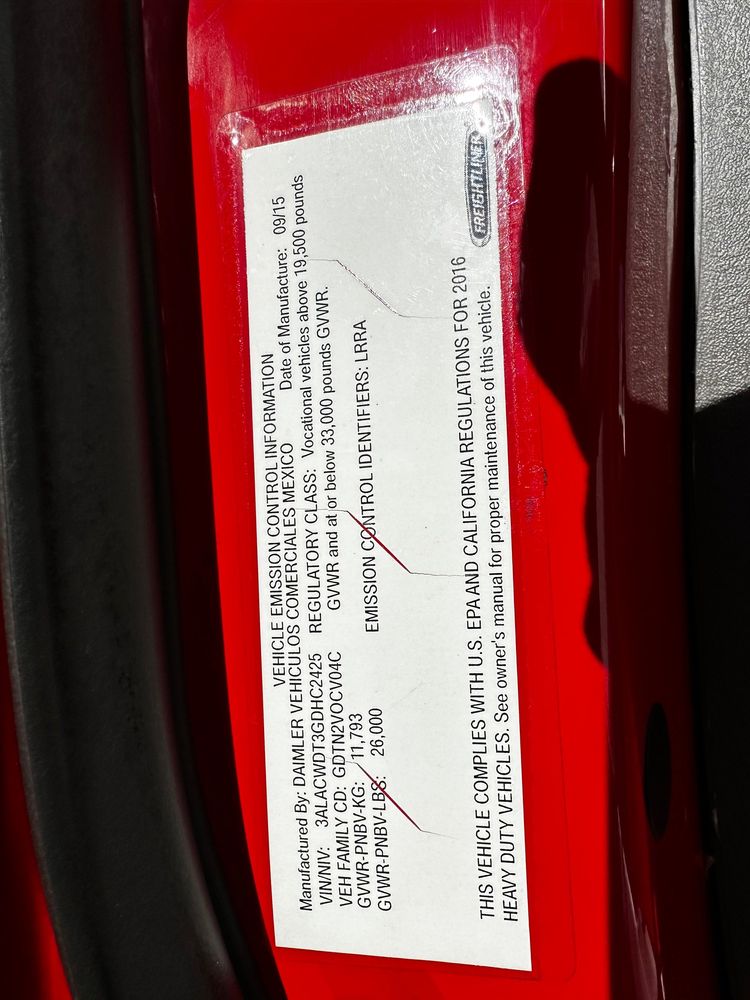 VEHICLE EMISSION CONTROL INFORMATION
Manufactured By: DAIMLER VEHICULOS COMERCIALES MEXICO Date of Manufacture: 09/15
VIN/NIV: 3ALACWDT3GDHC2425 REGULATORY CLASS: Vocational vehicles above 19,500 pounds
VEH FAMILY CD: GDTN2VOCV04C GVWR and at or below 33,000 pounds GVWR.
GVWR-PNBV-KG: 11,793 EMISSION CONTROL IDENTIFIERS: LRRA
GVWR-PNBV-LBS: 26,000
THIS VEHICLE COMPLIES WITH U.S. EPA AND CALIFORNIA REGULATIONS FOR 2016
HEAVY DUTY VEHICLES. See owner's manual for proper maintenance of this vehicle.
FREIGHTLINER